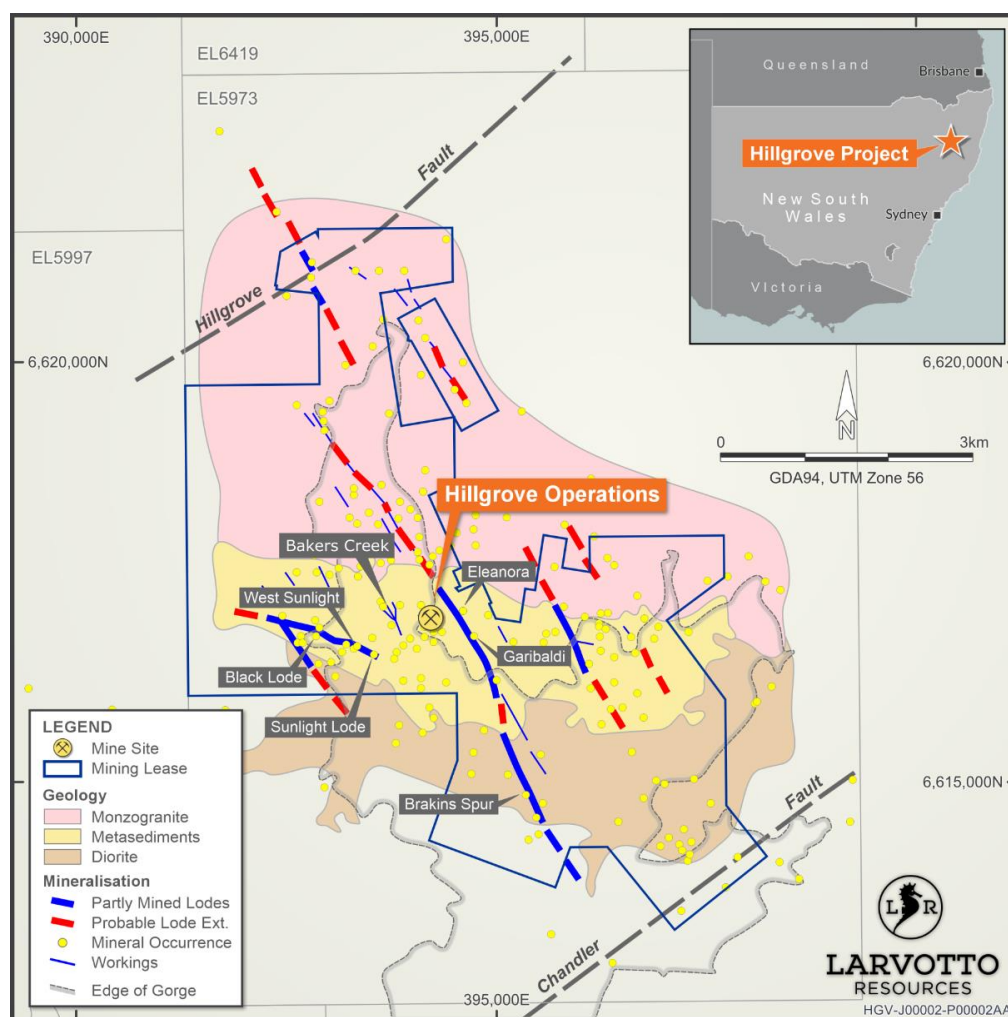 390,000E
395,000E
EL6419
EL5973
EL5997
Fault
Hillgrove
6,620,000N
Queensland
Brisbane
Hillgrove Project
New South
Wales
Sydney
Victoria
6,620,000N
N
0
3km
GDA94, UTM Zone 56
Hillgrove Operations
Bakers Creek
Eleanora
West Sunlight
Garibaldi
Black Lode
Sunlight Lode
Brakins Spur
6,615,000N
Fault
Chandler
395,000E
LEGEND
Mine Site
Mining Lease
Geology
Monzogranite
Metasediments
Diorite
Mineralisation
Partly Mined Lodes
Probable Lode Ext.
Mineral Occurrence
Workings
Edge of Gorge
L R
LARVOTTO
RESOURCES
HGV-J00002-P00002AA